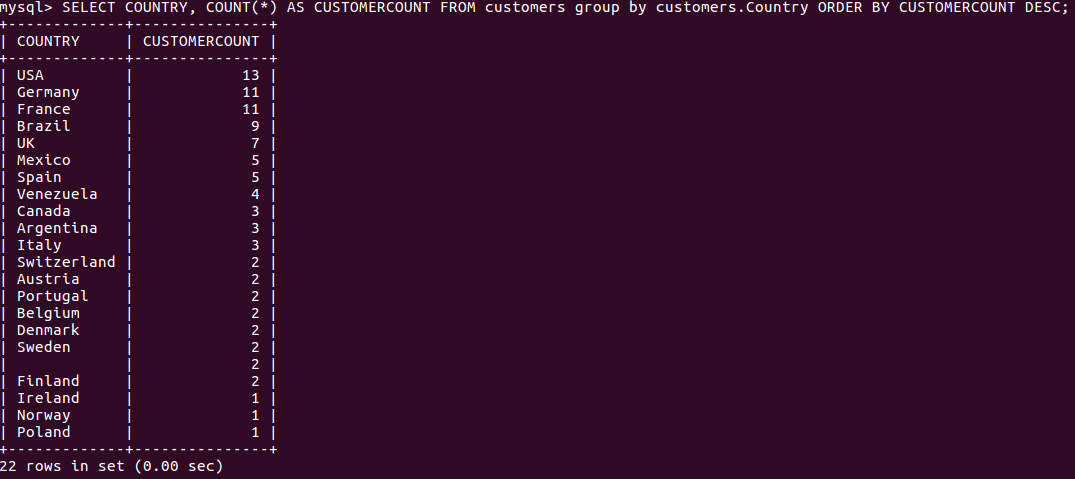 mysql> SELECT COUNTRY, COUNT(*) AS CUSTOMERCOUNT FROM customers group by customers.Country ORDER BY CUSTOMERCOUNT DESC;
+-------------+---------------+
| COUNTRY     | CUSTOMERCOUNT |
+-------------+---------------+
| USA         |            13 |
| Germany     |            11 |
| France      |            11 |
| Brazil      |             9 |
| UK          |             7 |
| Mexico      |             5 |
| Spain       |             5 |
| Venezuela   |             4 |
| Canada      |             3 |
| Argentina   |             3 |
| Italy       |             3 |
| Switzerland |             2 |
| Austria     |             2 |
| Portugal    |             2 |
| Belgium     |             2 |
| Denmark     |             2 |
| Sweden      |             2 |
|             |             2 |
| Finland     |             2 |
| Ireland     |             1 |
| Norway      |             1 |
| Poland      |             1 |
+-------------+---------------+
22 rows in set (0.00 sec)